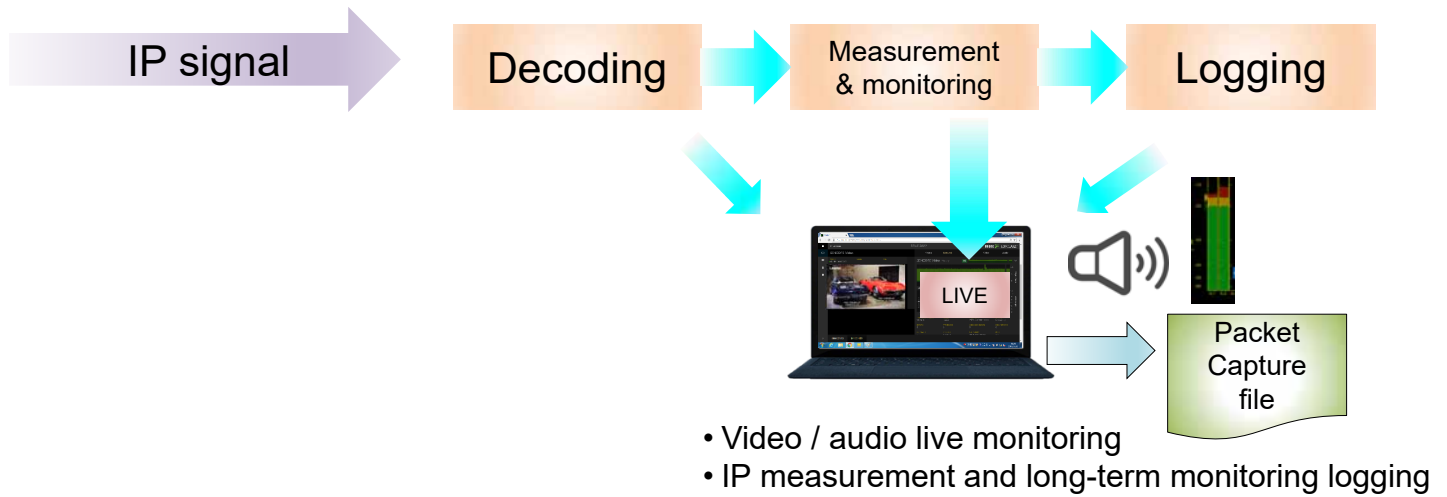 IP signal
Decoding
Measurement
& monitoring
Logging
LIVE
Packet
Capture
file
• Video / audio live monitoring
• IP measurement and long-term monitoring logging